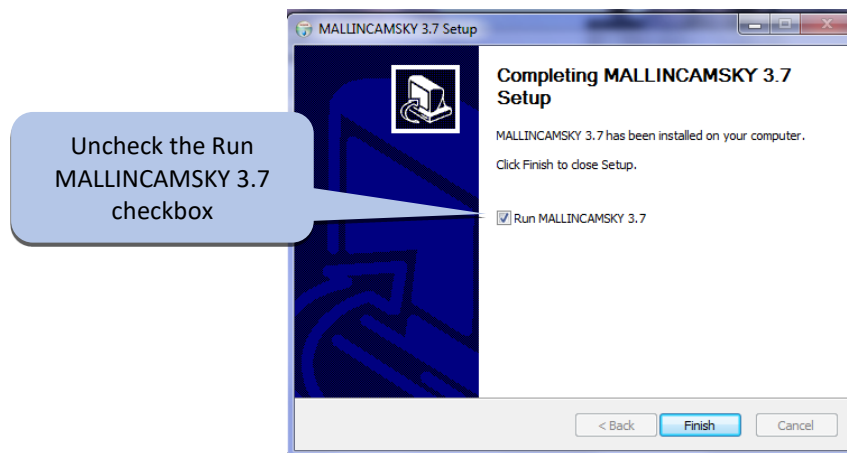 MALLINCAMSKY 3.7 Setup
Completing MALLINCAMSKY 3.7
Setup
MALLINCAMSKY 3.7 has been installed on your computer.
Click Finish to close Setup.
Uncheck the Run
MALLINCAMSKY 3.7
checkbox
Run MALLINCAMSKY 3.7
< Back
Finish
Cancel